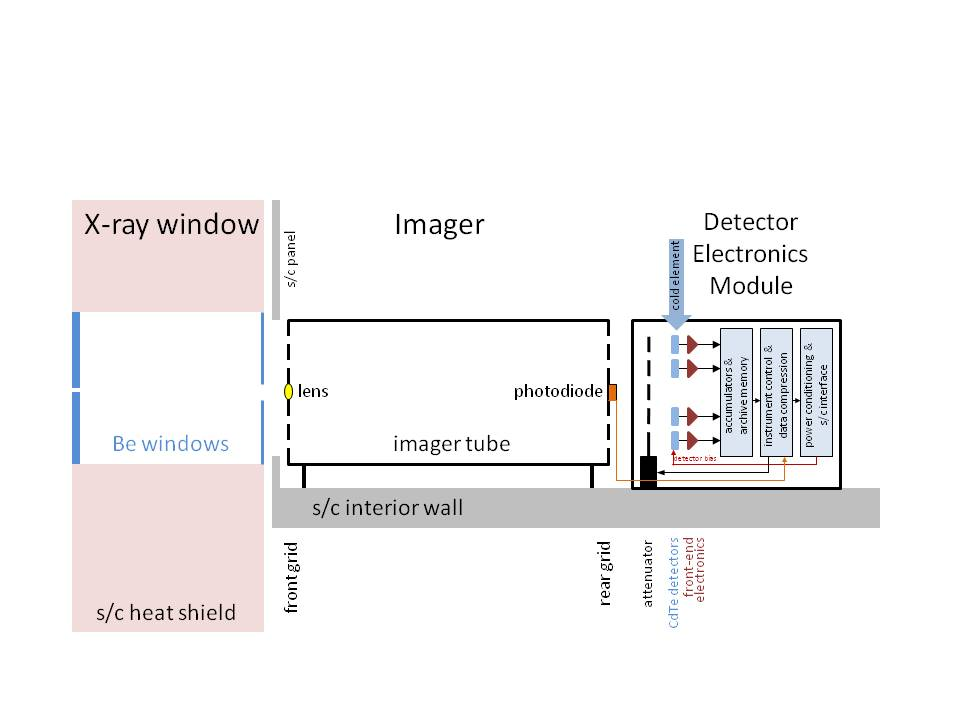 X-ray window
Imager
Detector
Electronics
Module
s/c panel
cold element
lens
photodiode
Be windows
imager tube
accumulators &
archive memory
instrument control &
data compression
power conditioning &
s/c interface
detector bias
s/c interior wall
s/c heat shield
front grid
rear grid
attenuator
CdTe detectors
front-end
electronics